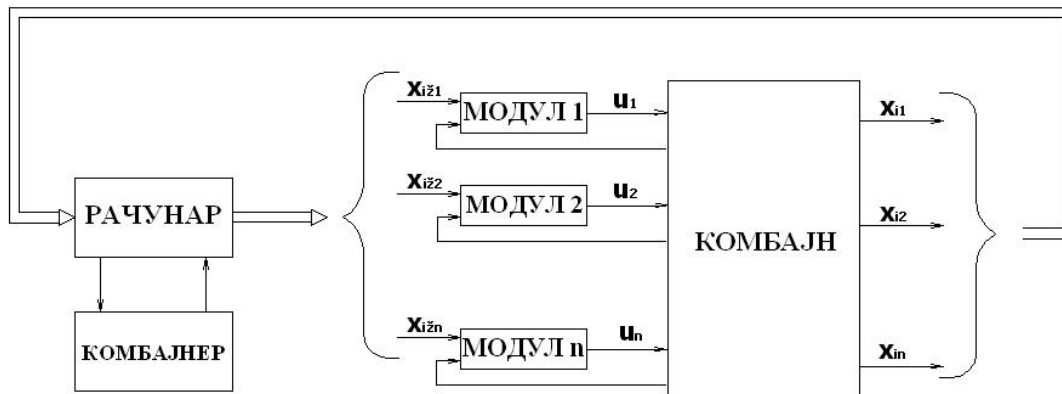 xiž1
МОДУЛ 1
u1
xi1
xiž2
МОДУЛ 2
u2
xi2
РАЧУНАР
КОМБАЈН
КОМБАЈНЕР
xižn
МОДУЛ n
un
xin